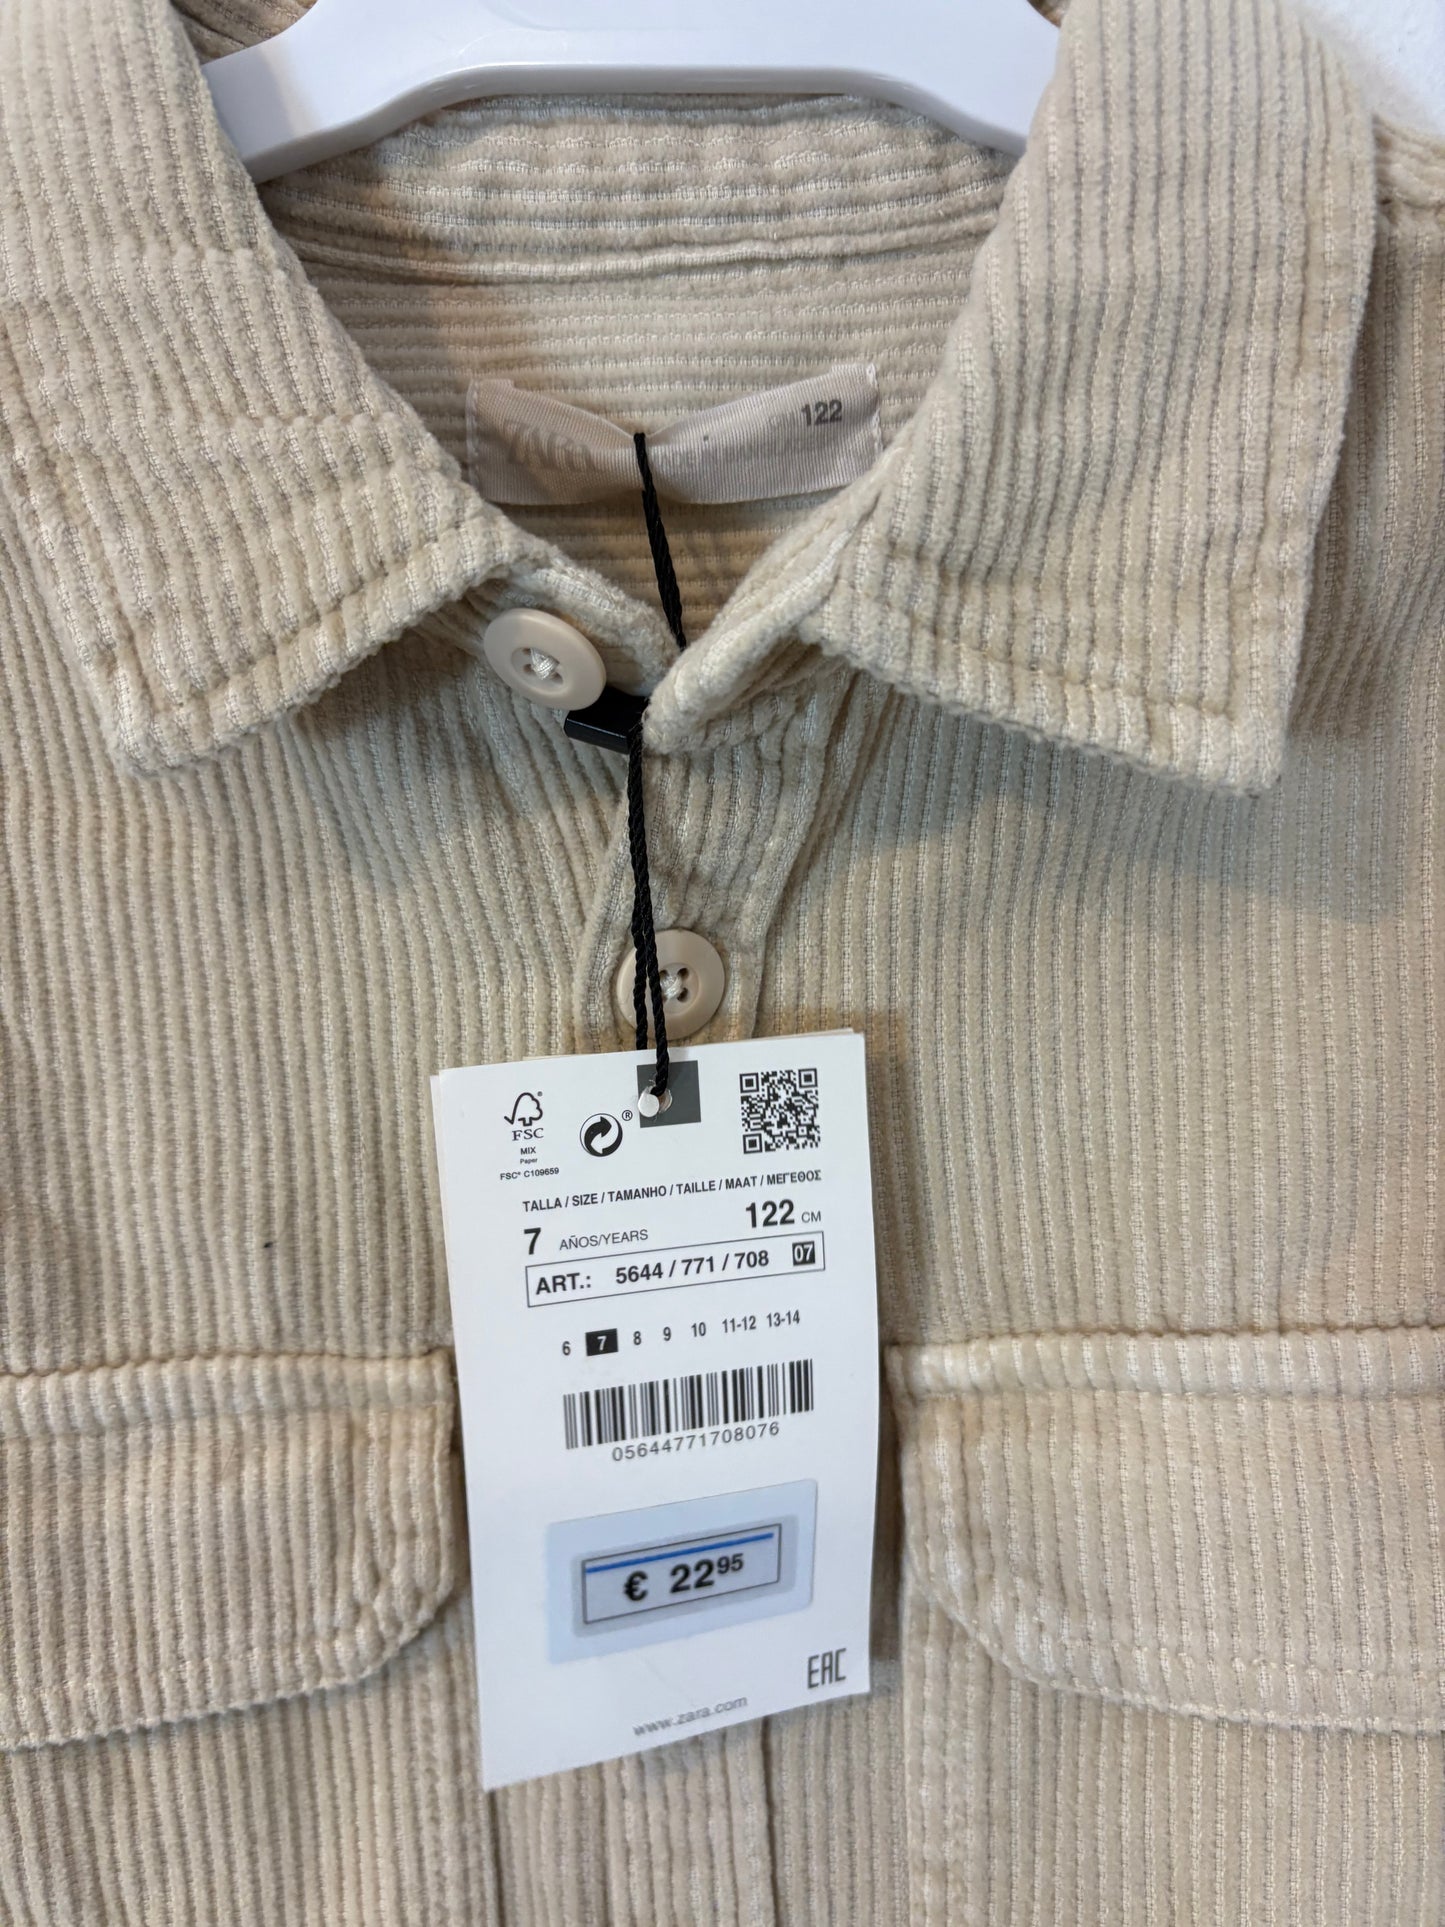 ZARA
122
FSC
MIX
Paper
FSC® C109659
®
TALLA / SIZE / TAMANHO / TAILLE / MAAT / ΜΕΓΕΘΟΣ
7 AÑOS/YEARS 122 CM
ART.: 5644 / 771 / 708 07
6 7 8 9 10 11-12 13-14
05644771708076
€ 22 95
EAC
www.zara.com